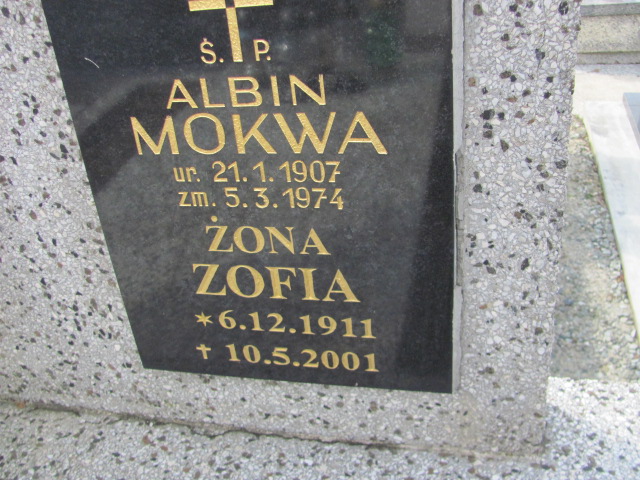 Ś. P.
ALBIN
MOKWA
ur. 21.1.1907
zm. 5.3.1974
ŻONA
ZOFIA
*6.12.1911
✝ 10.5.2001